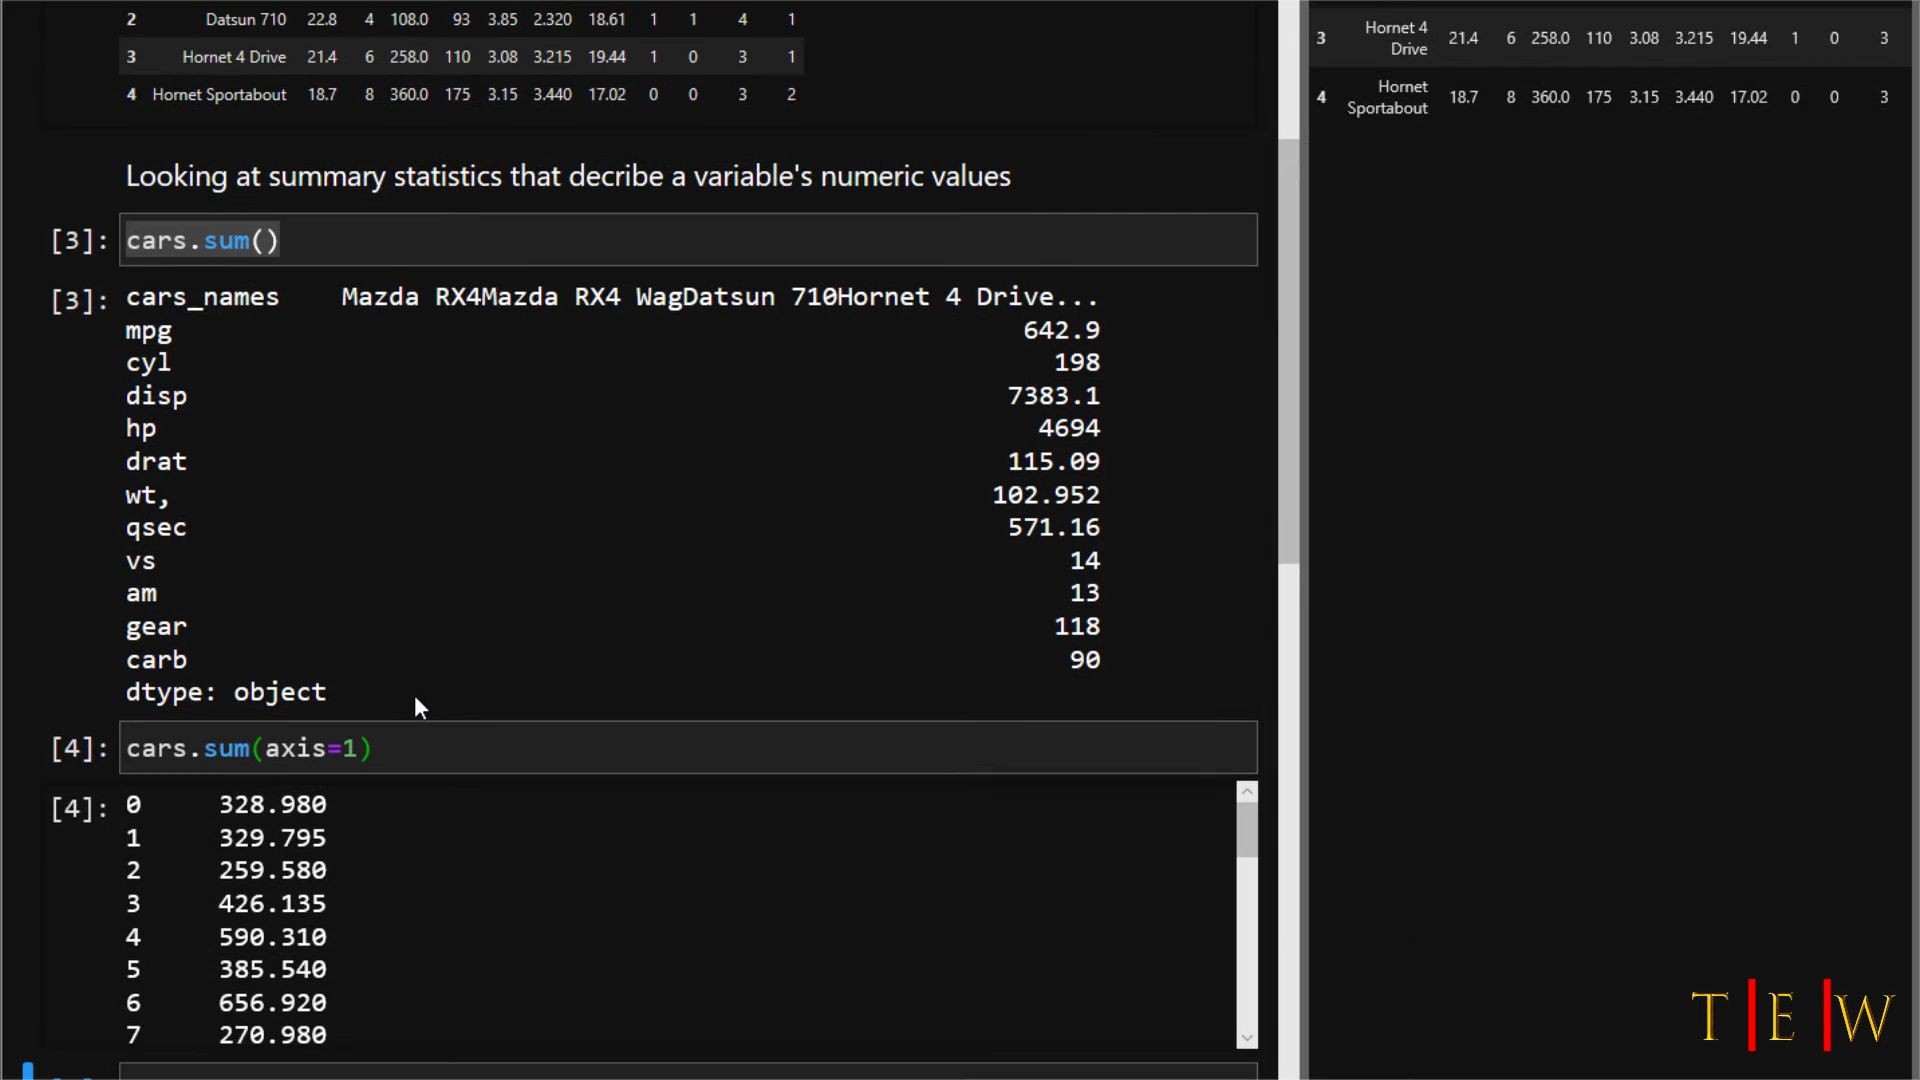 2 Datsun 710 22.8 4 108.0 93 3.85 2.320 18.61 1 1 4 1
3 Hornet 4 Drive 21.4 6 258.0 110 3.08 3.215 19.44 1 0 3 1
4 Hornet Sportabout 18.7 8 360.0 175 3.15 3.440 17.02 0 0 3 2
Looking at summary statistics that decribe a variable's numeric values
[3]: cars.sum()
[3]: cars_names Mazda RX4Mazda RX4 WagDatsun 710Hornet 4 Drive...
mpg 642.9
cyl 198
disp 7383.1
hp 4694
drat 115.09
wt, 102.952
qsec 571.16
vs 14
am 13
gear 118
carb 90
dtype: object
[4]: cars.sum(axis=1)
[4]: 0 328.980
1 329.795
2 259.580
3 426.135
4 590.310
5 385.540
6 656.920
7 270.980
3 Hornet 4 Drive 21.4 6 258.0 110 3.08 3.215 19.44 1 0 3
4 Hornet Sportabout 18.7 8 360.0 175 3.15 3.440 17.02 0 0 3
T|E|W